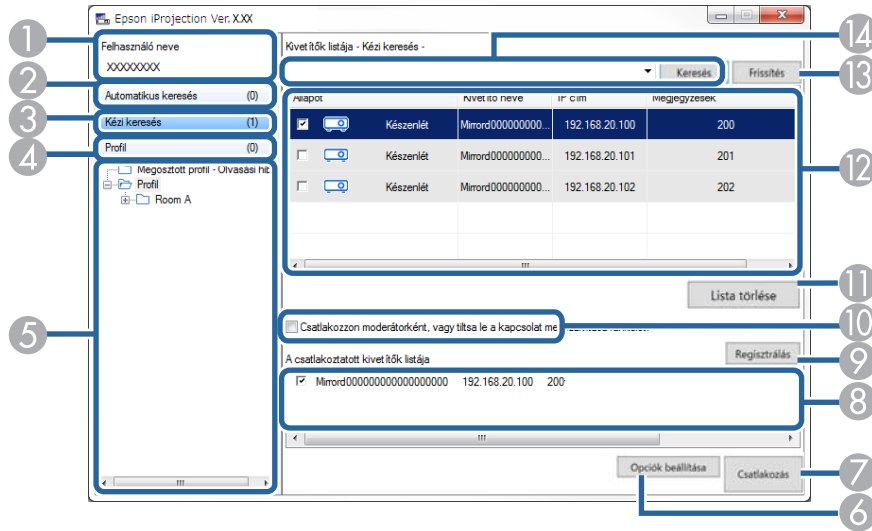 Epson iProjection Ver. X.XX
1
Felhasználó neve
XXXXXXXX
2
Automatikus keresés (0)
3
Kézi keresés (1)
4
Profil (0)
5
Megosztott profil - Olvasási hib
Profil
Room A
Kivetítők listája - Kézi keresés -
14
Keresés
Frissítés
13
Állapot Kivetítő neve IP cím Megjegyzések
Készenlét Mirrord000000000... 192.168.20.100 200
Készenlét Mirrord000000000... 192.168.20.101 201
Készenlét Mirrord000000000... 192.168.20.102 202
12
Lista törlése
11
Csatlakozzon moderátorként, vagy tiltsa le a kapcsolat me
10
A csatlakoztatott kivetítők listája
Regisztrálás
9
Mirrord000000000000000000 192.168.20.100 200
8
Opciók beállítása
Csatlakozás
7
6